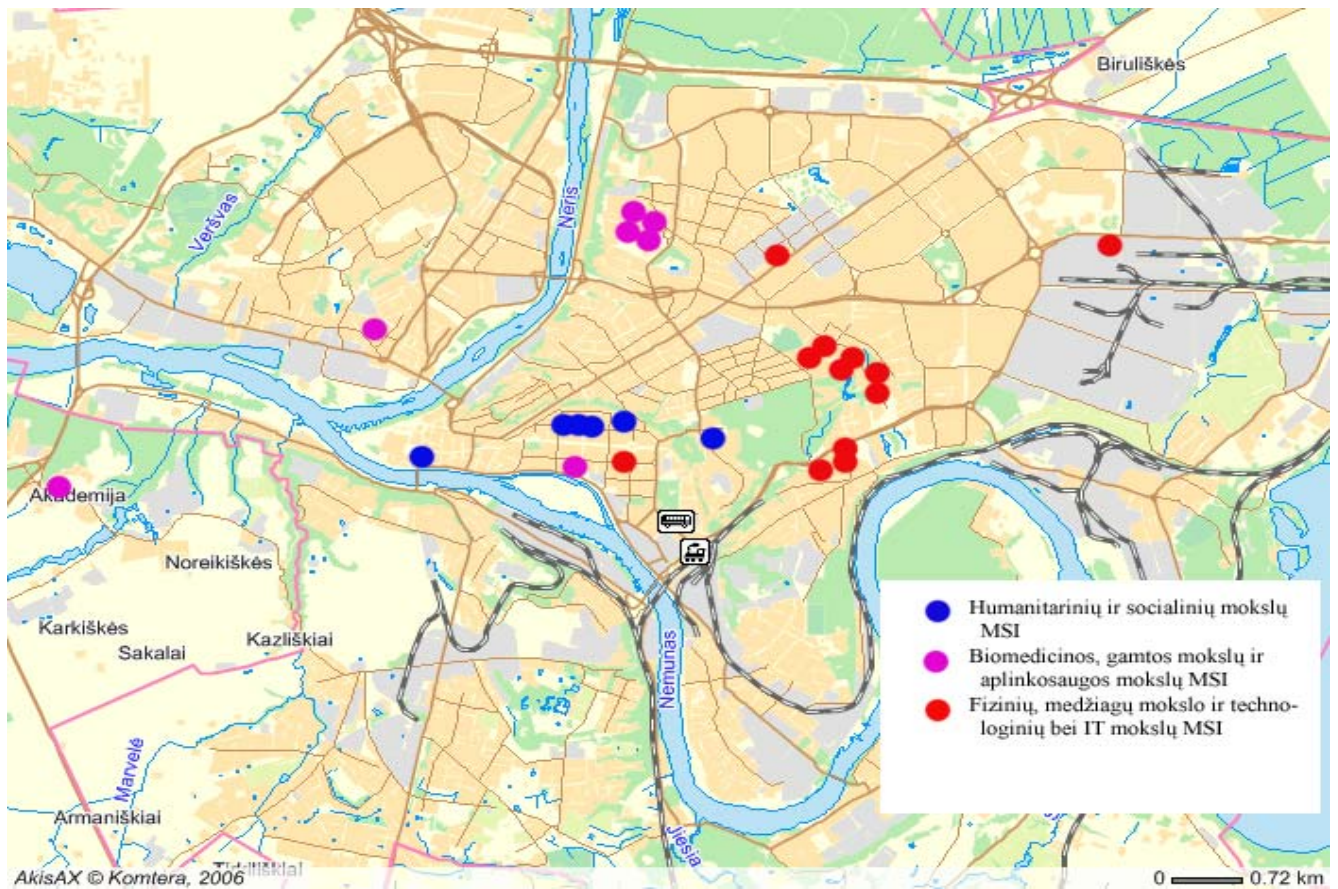 Biruliškės
Neris
Veršvas
Akademija
Noreikiškės
Karkiškės
Sakalai
Kazliškiai
Nemunas
Marvelė
Armaniškiai
Jiesia
Humanitarinių ir socialinių mokslų
MSI
Biomedicinos, gamtos mokslų ir
aplinkosaugos mokslų MSI
Fizinių, medžiagų mokslo ir techno-
loginių bei IT mokslų MSI
AkisAX © Komtera, 2006
0 0.72 km